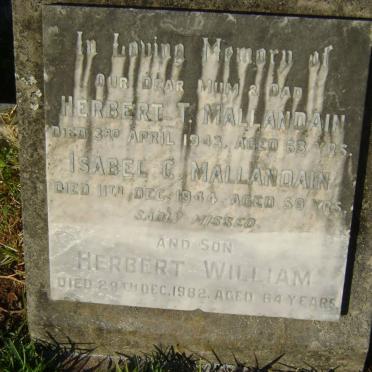 In Loving Memory of
OUR DEAR MUM & DAD
HERBERT T. MALLANDAIN
DIED 3RD APRIL 1943. AGED 63 YRS.
ISABEL C. MALLANDAIN
DIED 11TH DEC. 1944. AGED 59 YRS.
SADLY MISSED.
AND SON
HERBERT WILLIAM
DIED 29TH DEC. 1982. AGED 64 YEARS